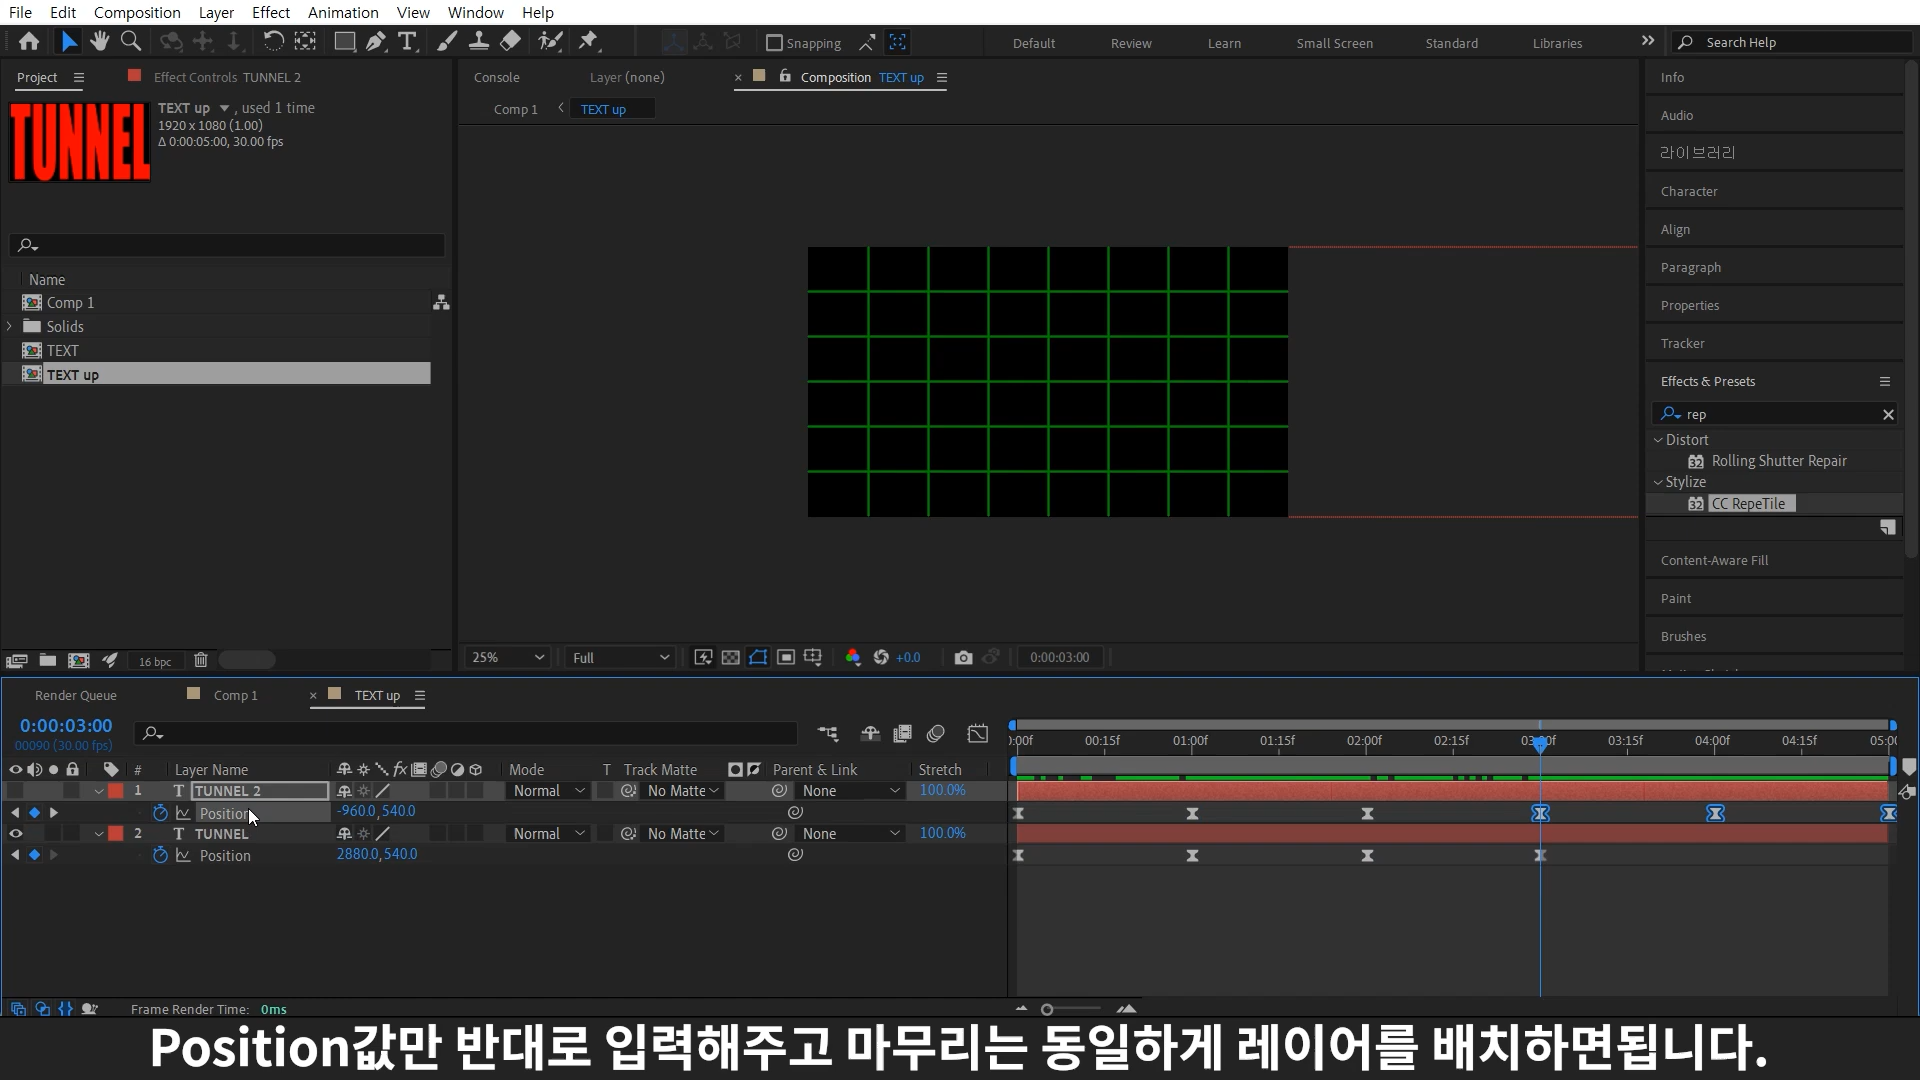 File Edit Composition Layer Effect Animation View Window Help
Snapping Default Review Learn Small Screen Standard Libraries Search Help
Project Effect Controls TUNNEL 2
TUNNEL
TEXT up , used 1 time
1920 x 1080 (1.00)
Δ 0:00:05:00, 30.00 fps
Name
Comp 1
Solids
TEXT
TEXT up
16 bpc
Console Layer (none) Composition TEXT up
Comp 1 TEXT up
25% Full +0.0 0:00:03:00
Info
Audio
라이브러리
Character
Align
Paragraph
Properties
Tracker
Effects & Presets
rep
Distort
32 Rolling Shutter Repair
Stylize
32 CC RepeTile
Content-Aware Fill
Paint
Brushes
Render Queue Comp 1 TEXT up
0:00:03:00
00090 (30.00 fps)
:00f 00:15f 01:00f 01:15f 02:00f 02:15f 03:00f 03:15f 04:00f 04:15f 05:00
# Layer Name fx Mode T Track Matte Parent & Link Stretch
1 T TUNNEL 2 Normal No Matte None 100.0%
Position -960.0,540.0
2 T TUNNEL Normal No Matte None 100.0%
Position 2880.0,540.0
Frame Render Time: 0ms
Position값만 반대로 입력해주고 마무리는 동일하게 레이어를 배치하면됩니다.